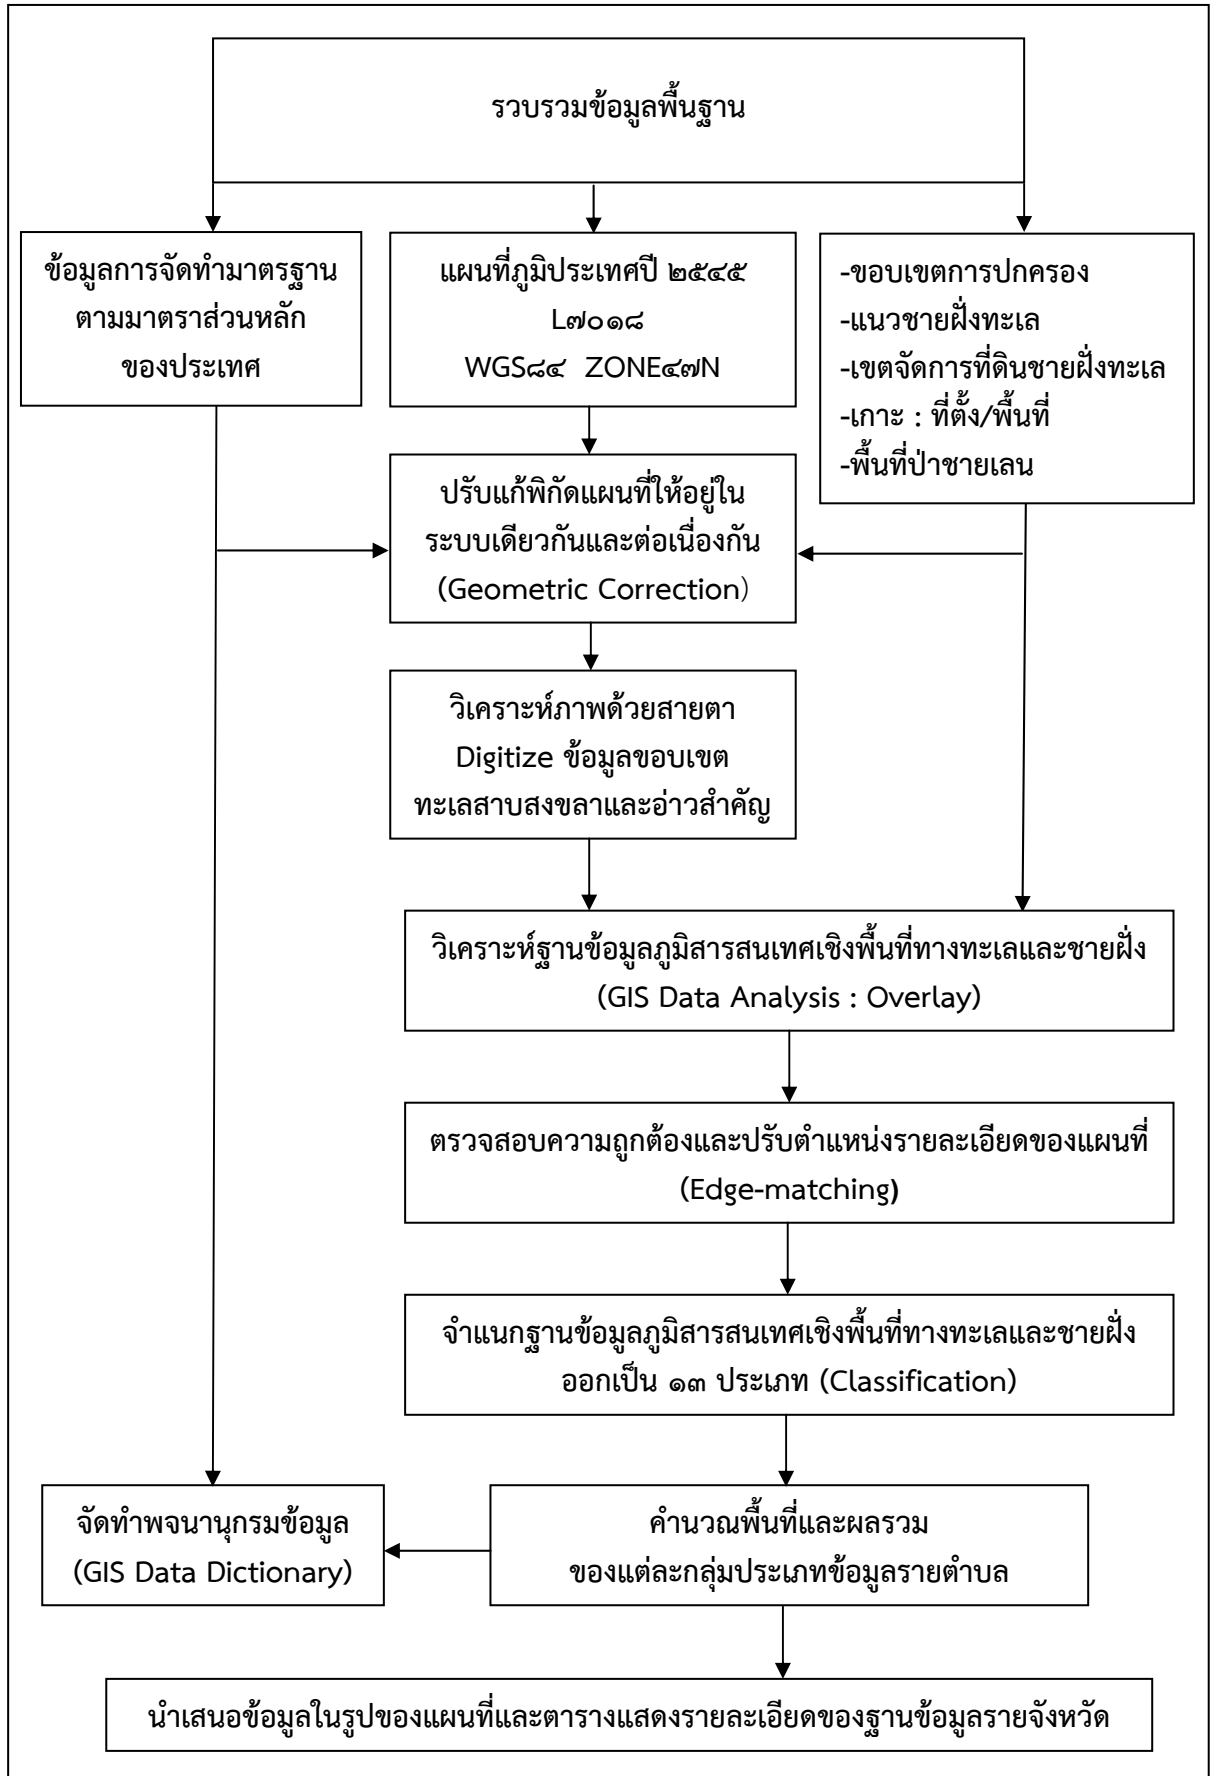 รวบรวมข้อมูลพื้นฐาน
ข้อมูลการจัดทำมาตรฐาน
ตามมาตราส่วนหลัก
ของประเทศ
แผนที่ภูมิประเทศปี ๒๕๔๕
L๗๐๑๘
WGS๘๔ ZONE๔๗N
-ขอบเขตการปกครอง
-แนวชายฝั่งทะเล
-เขตจัดการที่ดินชายฝั่งทะเล
-เกาะ : ที่ตั้ง/พื้นที่
-พื้นที่ป่าชายเลน
ปรับแก้พิกัดแผนที่ให้อยู่ใน
ระบบเดียวกันและต่อเนื่องกัน
(Geometric Correction)
วิเคราะห์ภาพด้วยสายตา
Digitize ข้อมูลขอบเขต
ทะเลสาบสงขลาและอ่าวสำคัญ
วิเคราะห์ฐานข้อมูลภูมิสารสนเทศเชิงพื้นที่ทางทะเลและชายฝั่ง
(GIS Data Analysis : Overlay)
ตรวจสอบความถูกต้องและปรับตำแหน่งรายละเอียดของแผนที่
(Edge-matching)
จำแนกฐานข้อมูลภูมิสารสนเทศเชิงพื้นที่ทางทะเลและชายฝั่ง
ออกเป็น ๑๓ ประเภท (Classification)
จัดทำพจนานุกรมข้อมูล
(GIS Data Dictionary)
คำนวณพื้นที่และผลรวม
ของแต่ละกลุ่มประเภทข้อมูลรายตำบล
นำเสนอข้อมูลในรูปของแผนที่และตารางแสดงรายละเอียดของฐานข้อมูลรายจังหวัด